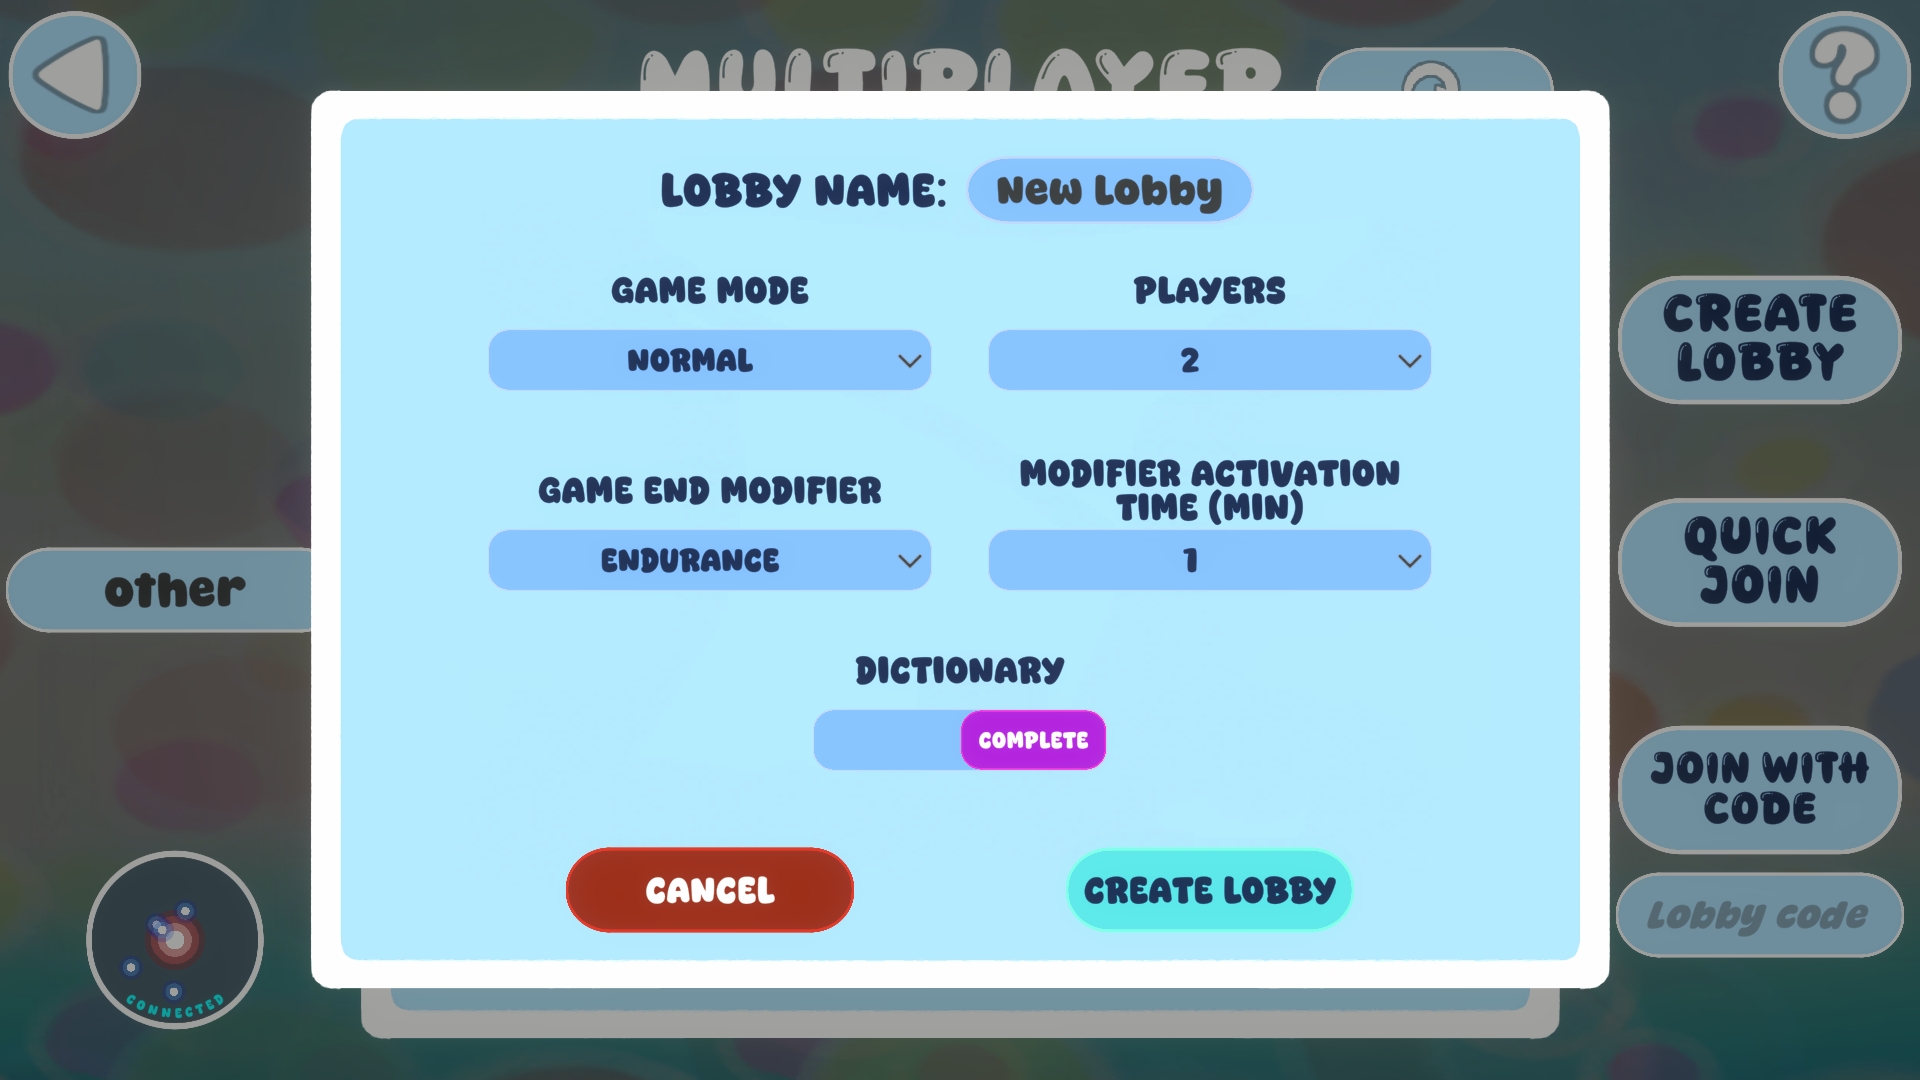 MULTIPLAYER
LOBBY NAME: New Lobby
GAME MODE
PLAYERS
NORMAL
2
GAME END MODIFIER
MODIFIER ACTIVATION
TIME (MIN)
ENDURANCE
1
DICTIONARY
COMPLETE
CANCEL
CREATE LOBBY
other
CONNECTED
CREATE
LOBBY
QUICK
JOIN
JOIN WITH
CODE
Lobby code
?